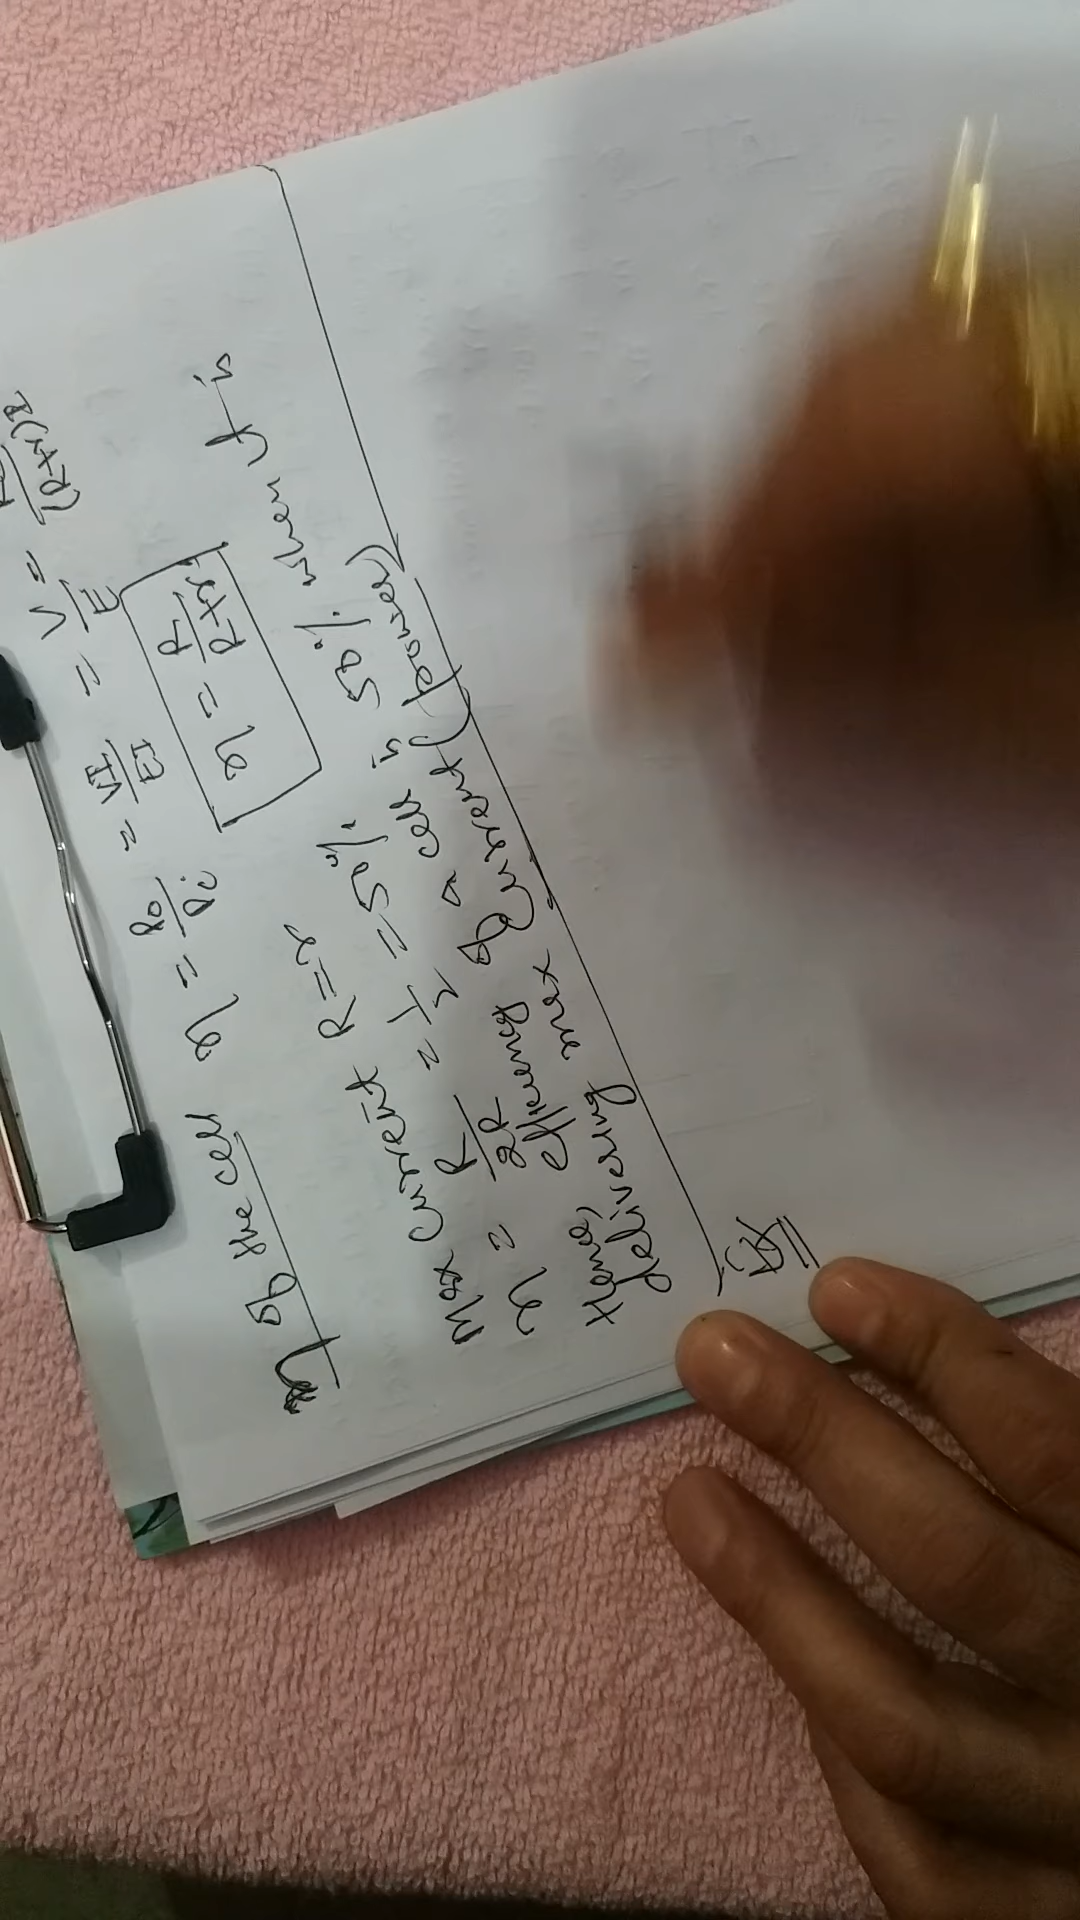 η of the cell η = Po/Pi = VI/EI = V/E = /(R+r)I
η = R/R+r
Max current R=r
η = R/2R = 1/2 = 50%
Hence, efficiency of a cell is 50% when it is
delivering max current (power)
Ex